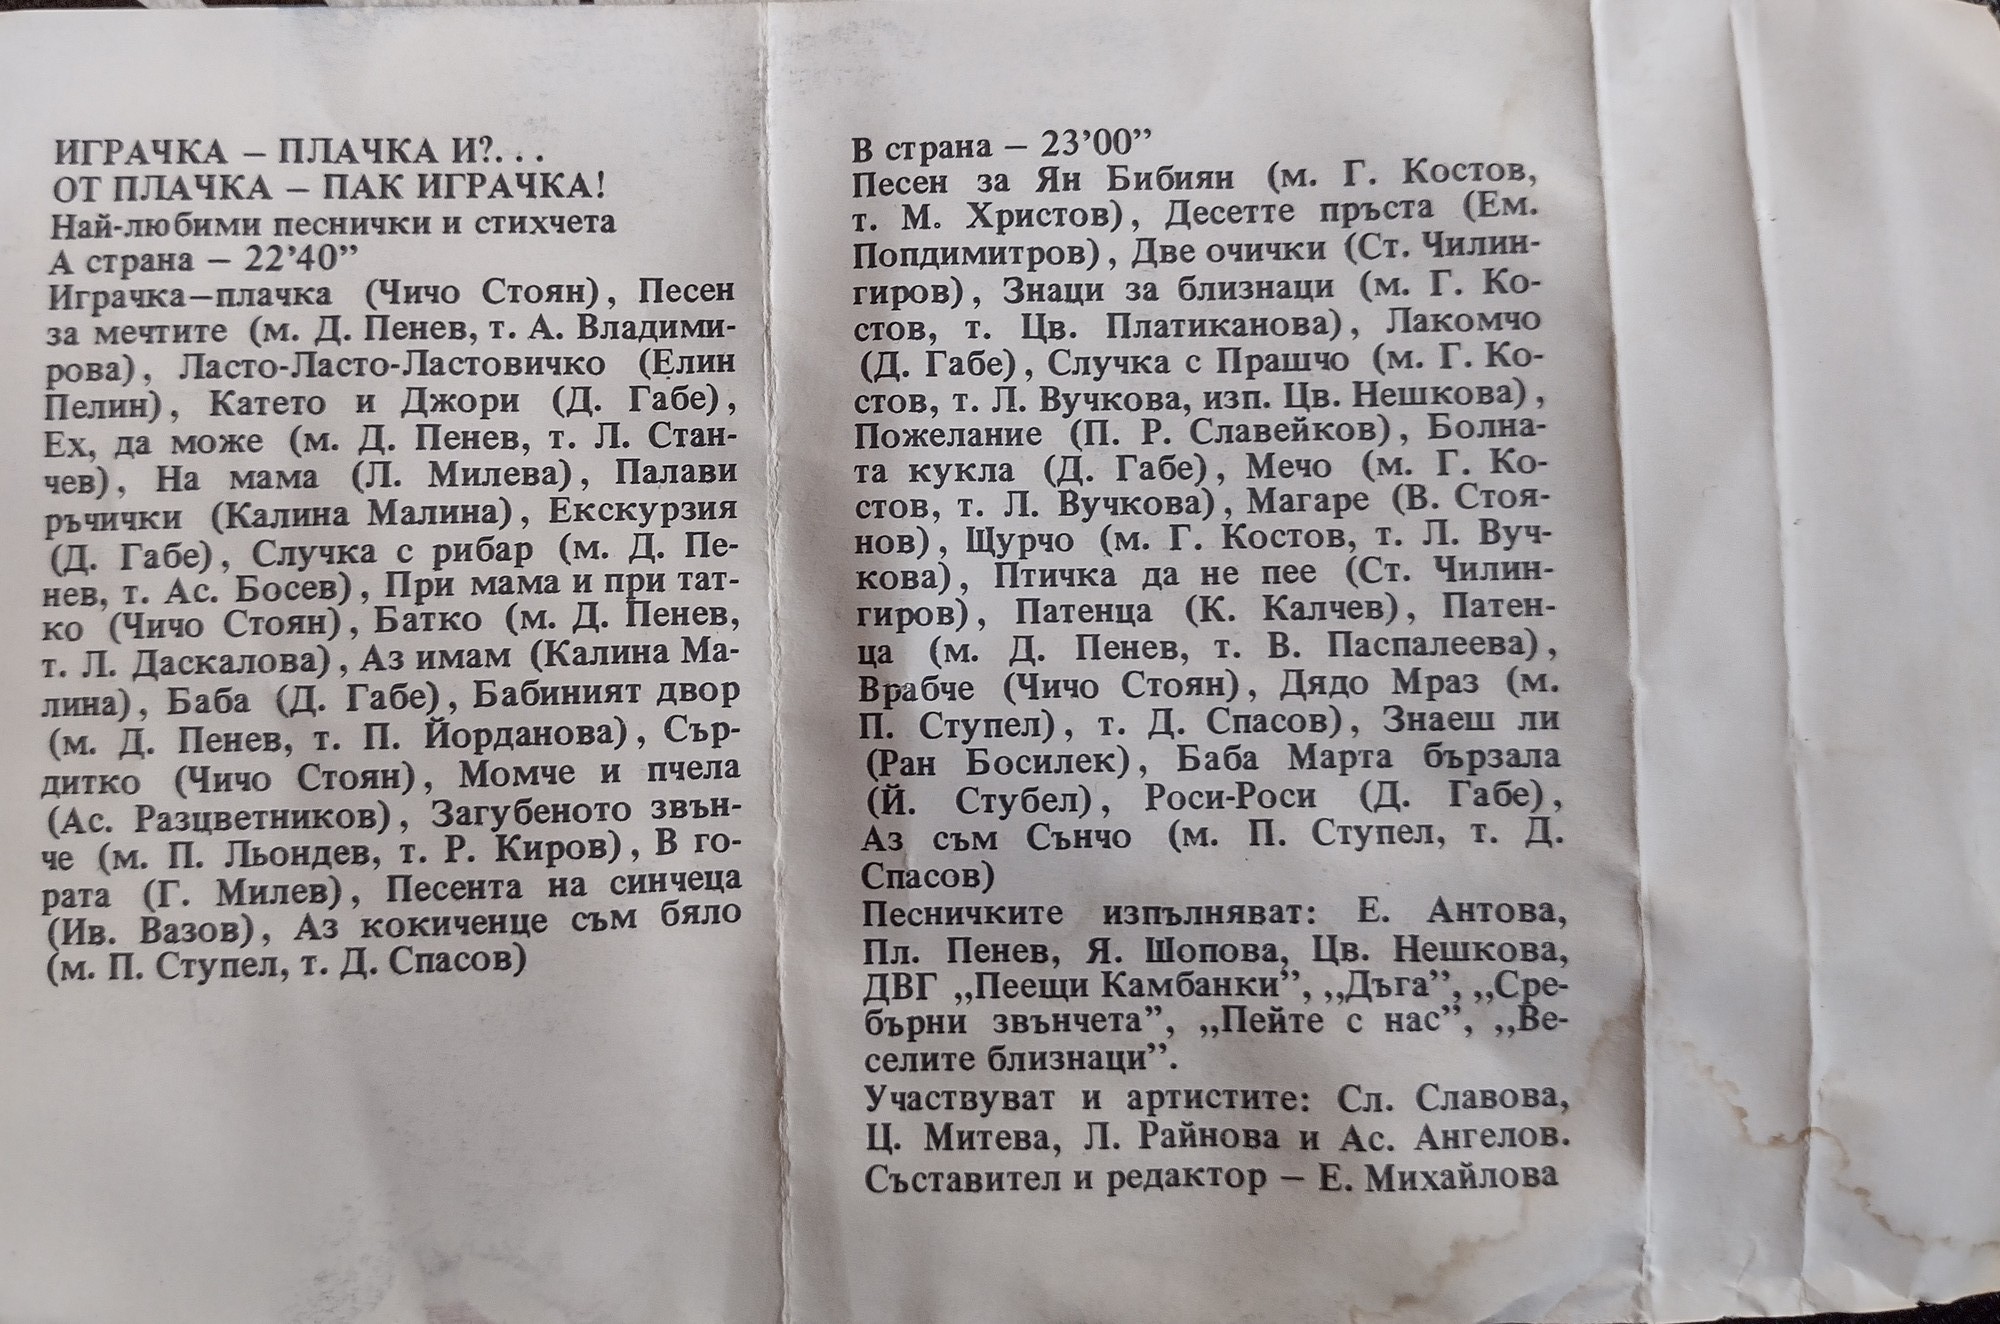 ИГРАЧКА – ПЛАЧКА И?...
ОТ ПЛАЧКА – ПАК ИГРАЧКА!
Най-любими песнички и стихчета
А страна – 22’40”
Играчка–плачка (Чичо Стоян), Песен
за мечтите (м. Д. Пенев, т. А. Владими-
рова), Ласто-Ласто-Ластовичко (Елин
Пелин), Катето и Джори (Д. Габе),
Ех, да може (м. Д. Пенев, т. Л. Стан-
чев), На мама (Л. Милева), Палави
ръчички (Калина Малина), Екскурзия
(Д. Габе), Случка с рибар (м. Д. Пе-
нев, т. Ас. Босев), При мама и при тат-
ко (Чичо Стоян), Батко (м. Д. Пенев,
т. Л. Даскалова), Аз имам (Калина Ма-
лина), Баба (Д. Габе), Бабиният двор
(м. Д. Пенев, т. П. Йорданова), Сър-
дитко (Чичо Стоян), Момче и пчела
(Ас. Разцветников), Загубеното звън-
че (м. П. Льондев, т. Р. Киров), В го-
рата (Г. Милев), Песента на синчеца
(Ив. Вазов), Аз кокиченце съм бяло
(м. П. Ступел, т. Д. Спасов)
В страна – 23’00”
Песен за Ян Бибиян (м. Г. Костов,
т. М. Христов), Десетте пръста (Ем.
Попдимитров), Две очички (Ст. Чилин-
гиров), Знаци за близнаци (м. Г. Ко-
стов, т. Цв. Платиканова), Лакомчо
(Д. Габе), Случка с Прашчо (м. Г. Ко-
стов, т. Л. Вучкова, изп. Цв. Нешкова),
Пожелание (П. Р. Славейков), Болна-
та кукла (Д. Габе), Мечо (м. Г. Ко-
стов, т. Л. Вучкова), Магаре (В. Стоя-
нов), Щурчо (м. Г. Костов, т. Л. Вуч-
кова), Птичка да не пее (Ст. Чилин-
гиров), Патенца (К. Калчев), Патен-
ца (м. Д. Пенев, т. В. Паспалеева),
Врабче (Чичо Стоян), Дядо Мраз (м.
П. Ступел), т. Д. Спасов), Знаеш ли
(Ран Босилек), Баба Марта бързала
(Й. Стубел), Роси-Роси (Д. Габе),
Аз съм Сънчо (м. П. Ступел, т. Д.
Спасов)
Песничките изпълняват: Е. Антова,
Пл. Пенев, Я. Шопова, Цв. Нешкова,
ДВГ „Пеещи Камбанки”, „Дъга”, „Сре-
бърни звънчета”, „Пейте с нас”, „Ве-
селите близнаци”.
Участвуват и артистите: Сл. Славова,
Ц. Митева, Л. Райнова и Ас. Ангелов.
Съставител и редактор – Е. Михайлова